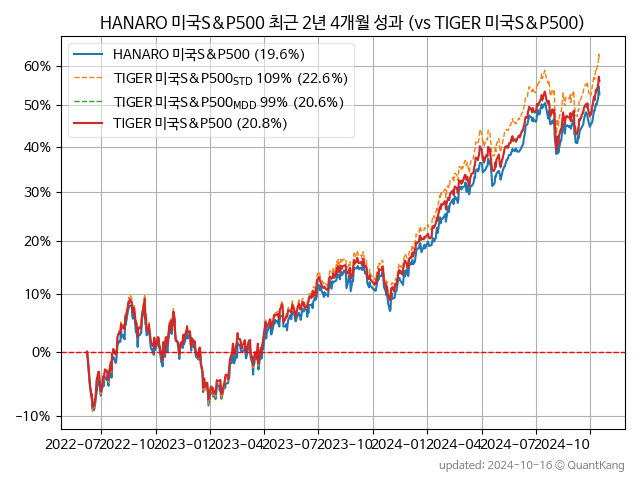 HANARO 미국S&P500 최근 2년 4개월 성과 (vs TIGER 미국S&P500)
HANARO 미국S&P500 (19.6%)
TIGER 미국S&P500STD 109% (22.6%)
TIGER 미국S&P500MDD 99% (20.6%)
TIGER 미국S&P500 (20.8%)
60%
50%
40%
30%
20%
10%
0%
−10%
2022-07 2022-10 2023-01 2023-04 2023-07 2023-10 2024-01 2024-04 2024-07 2024-10
updated: 2024-10-16 © QuantKang